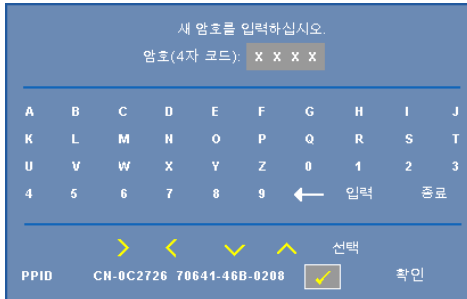 새 암호를 입력하십시오.
암호(4자 코드): X X X X
A B C D E F G H I J
K L M N O P Q R S T
U V W X Y Z 0 1 2 3
4 5 6 7 8 9 ← 입력 종료
> < ∨ ∧ 선택
PPID CN-0C2726 70641-46B-0208 ✓ 확인